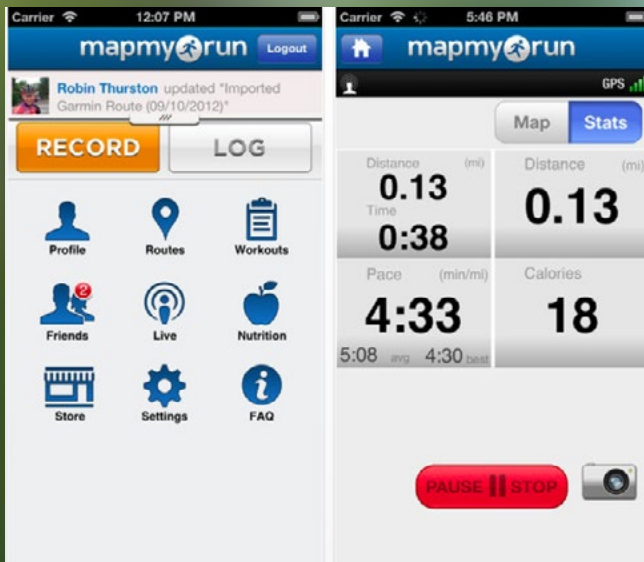 Carrier 12:07 PM
mapmyrun Logout
Robin Thurston updated "Imported
Garmin Route (09/10/2012)"
RECORD LOG
Profile Routes Workouts
2
Friends Live Nutrition
Store Settings FAQ
Carrier 5:46 PM
mapmyrun
GPS
Map Stats
Distance (mi)
0.13
Time
0:38
Distance (mi)
0.13
Pace (min/mi)
4:33
5:08 avg 4:30 best
Calories
18
PAUSE STOP